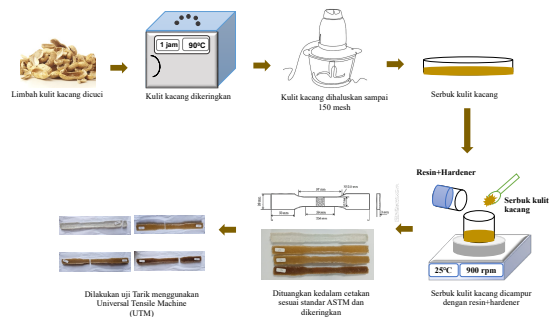 1 jam
90ºC
Limbah kulit kacang dicuci
Kulit kacang dikeringkan
Kulit kacang dihaluskan sampai
150 mesh
Serbuk kulit kacang
Resin+Hardener
Serbuk kulit
kacang
25ºC
900 rpm
Serbuk kulit kacang dicampur
dengan resin+hardener
Dituangkan kedalam cetakan
sesuai standar ASTM dan
dikeringkan
Dilakukan uji Tarik menggunakan
Universal Tensile Machine
(UTM)